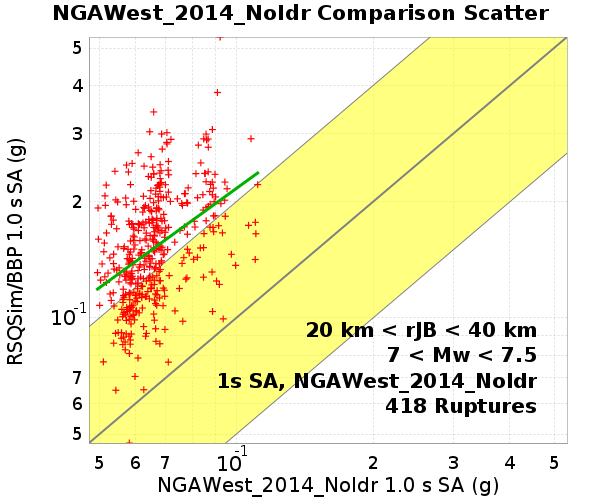 NGAWest_2014_NoIdr Comparison Scatter
RSQSim/BBP 1.0 s SA (g)
5
4
3
2
10-1
7
6
5
20 km < rJB < 40 km
7 < Mw < 7.5
1s SA, NGAWest_2014_NoIdr
418 Ruptures
5 6 7 10-1 2 3 4 5
NGAWest_2014_NoIdr 1.0 s SA (g)